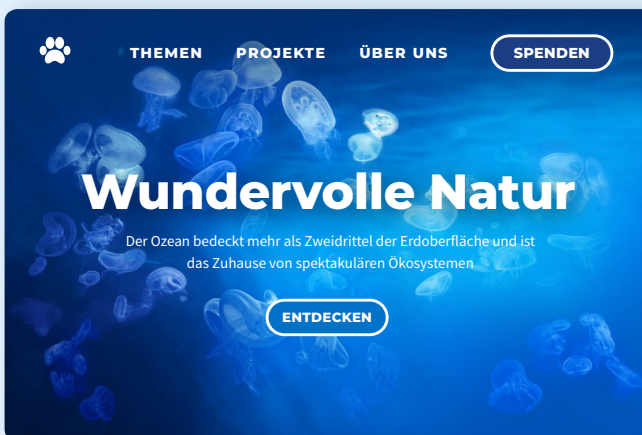 THEMEN PROJEKTE ÜBER UNS SPENDEN
Wundervolle Natur
Der Ozean bedeckt mehr als Zweidrittel der Erdoberfläche und ist
das Zuhause von spektakulären Ökosystemen
ENTDECKEN